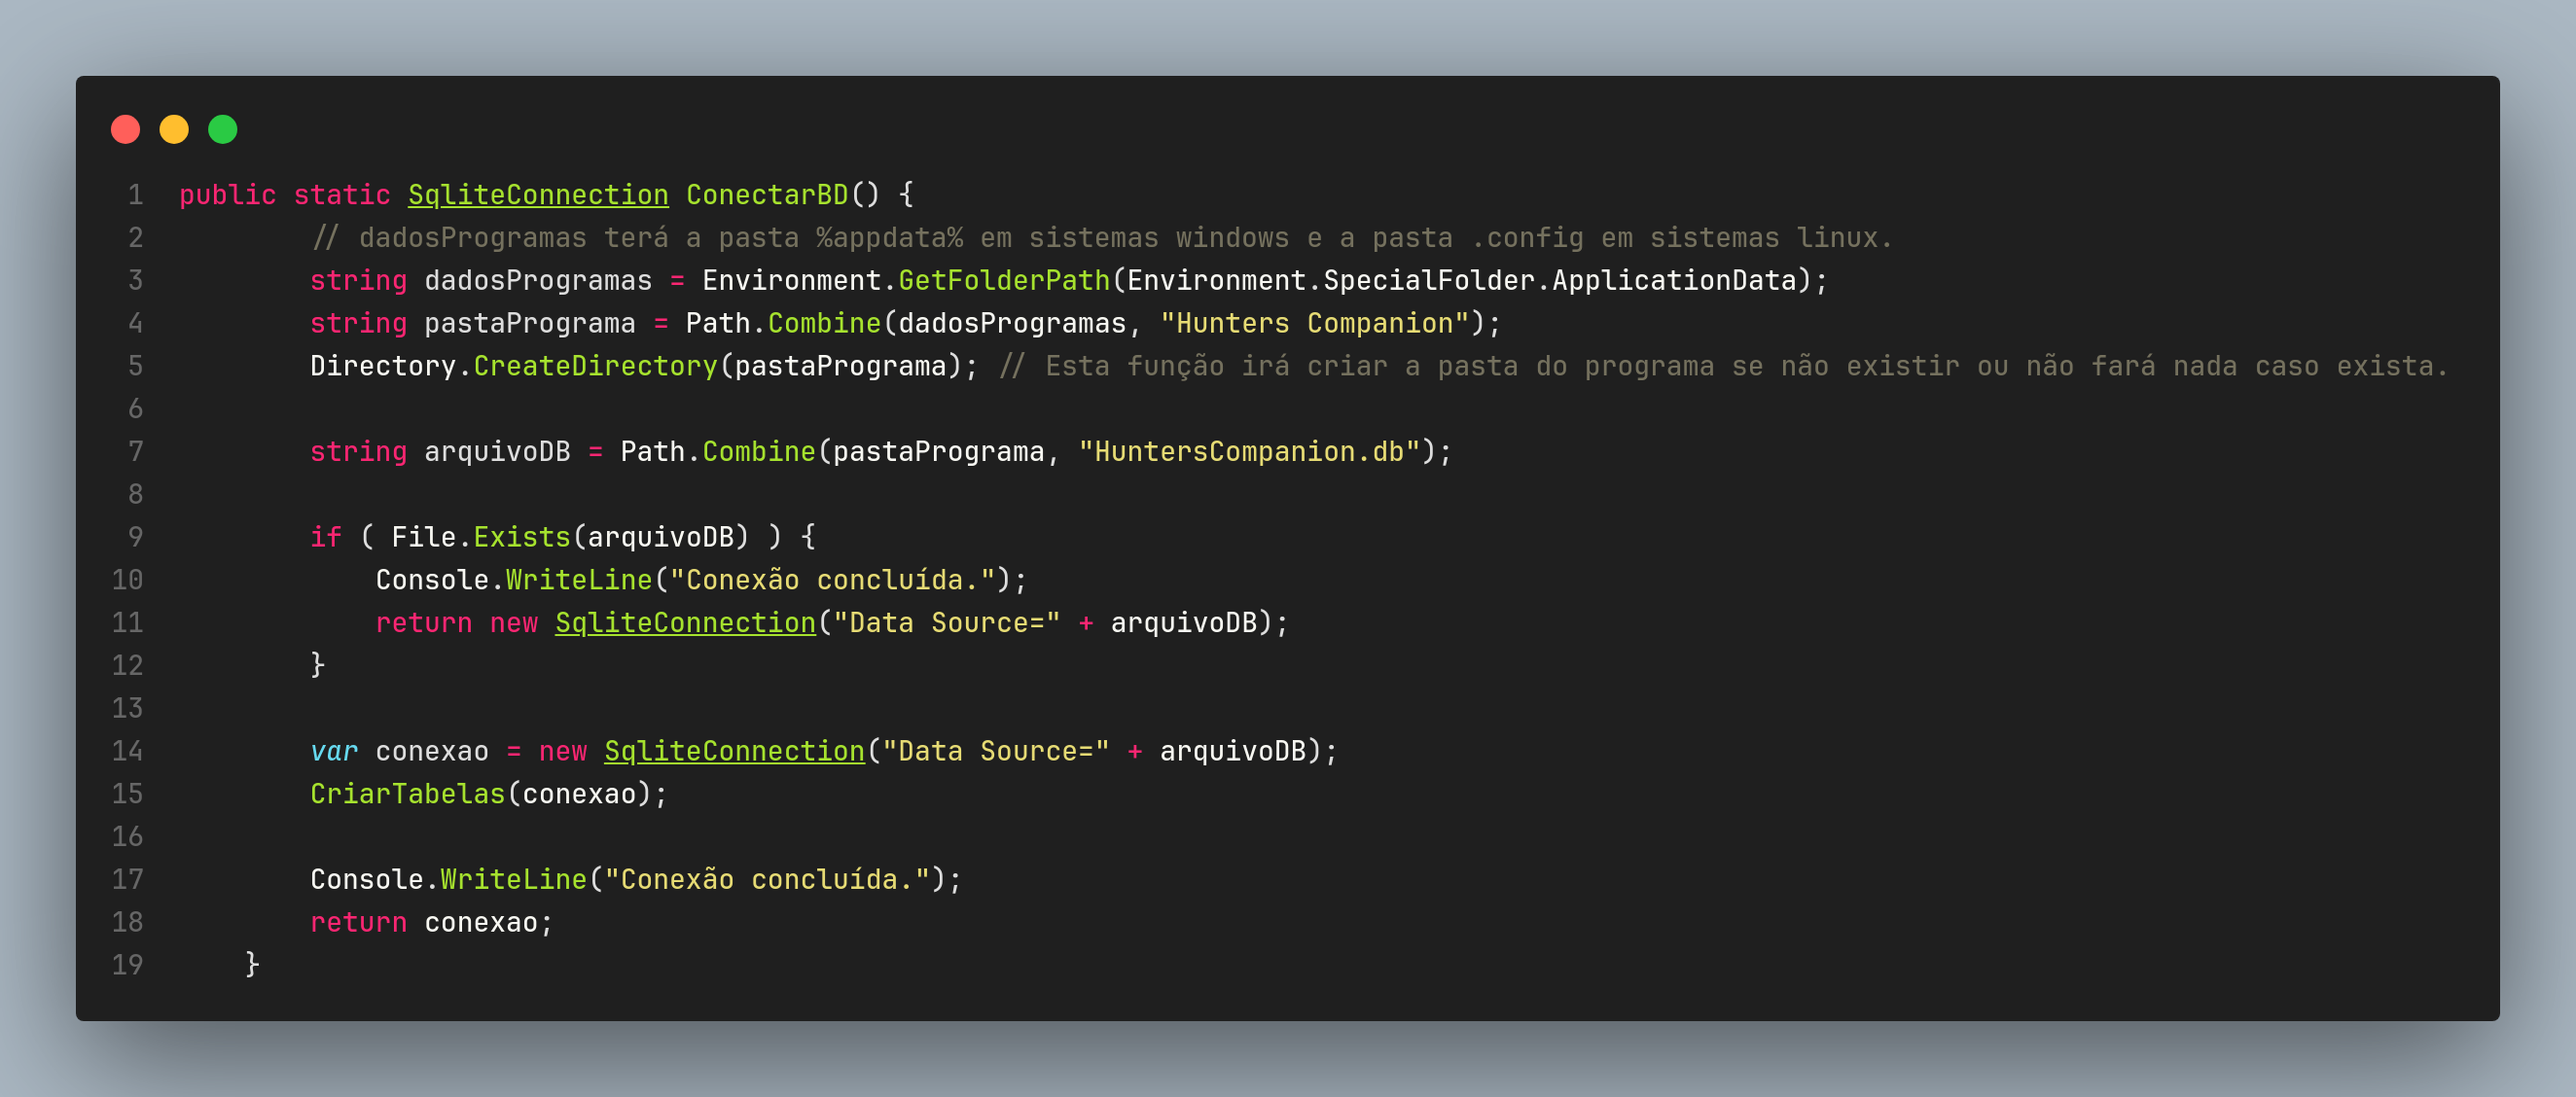 1 public static SqliteConnection ConectarBD() {
2         // dadosProgramas terá a pasta %appdata% em sistemas windows e a pasta .config em sistemas linux.
3         string dadosProgramas = Environment.GetFolderPath(Environment.SpecialFolder.ApplicationData);
4         string pastaPrograma = Path.Combine(dadosProgramas, "Hunters Companion");
5         Directory.CreateDirectory(pastaPrograma); // Esta função irá criar a pasta do programa se não existir ou não fará nada caso exista.
6
7         string arquivoDB = Path.Combine(pastaPrograma, "HuntersCompanion.db");
8
9         if ( File.Exists(arquivoDB) ) {
10             Console.WriteLine("Conexão concluída.");
11             return new SqliteConnection("Data Source=" + arquivoDB);
12         }
13
14         var conexao = new SqliteConnection("Data Source=" + arquivoDB);
15         CriarTabelas(conexao);
16
17         Console.WriteLine("Conexão concluída.");
18         return conexao;
19     }